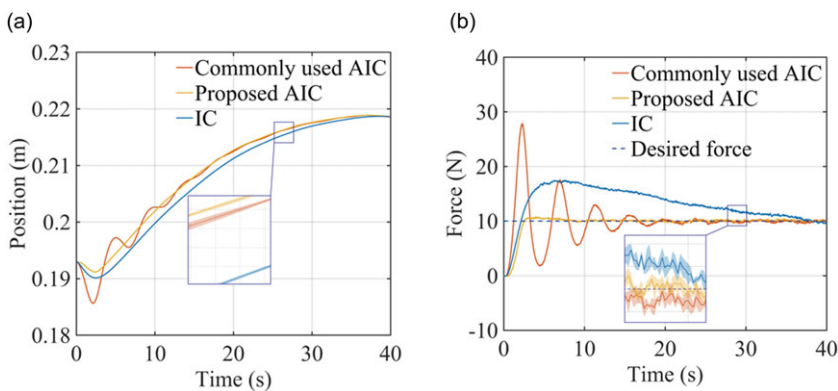 (a)
0.23
Commonly used AIC
Proposed AIC
IC
0.22
0.21
0.2
0.19
0.18
Position (m)
0 10 20 30 40
Time (s)
(b)
40
Commonly used AIC
Proposed AIC
IC
Desired force
30
20
10
0
-10
Force (N)
0 10 20 30 40
Time (s)